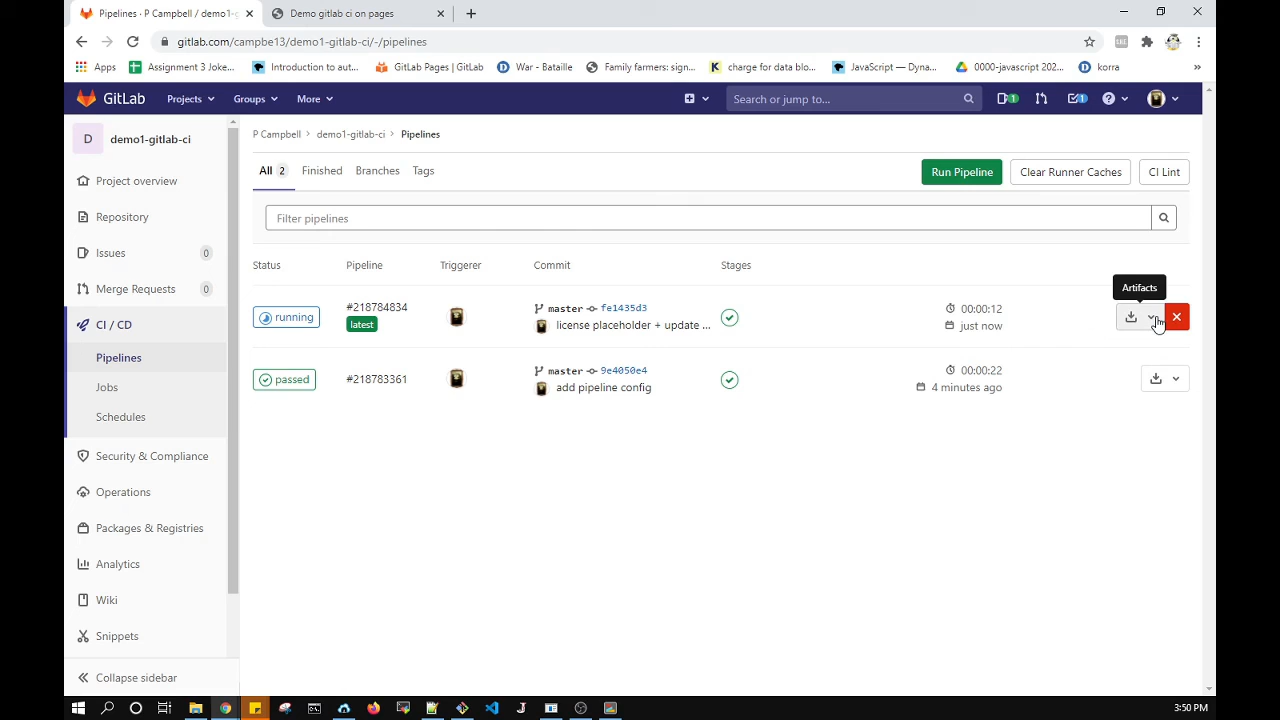 Pipelines · P Campbell / demo1-g
Demo gitlab ci on pages
gitlab.com/campbe13/demo1-gitlab-ci/-/pipelines
Apps
Assignment 3 Joke...
Introduction to aut...
GitLab Pages | GitLab
War - Bataille
Family farmers: sign...
charge for data bloc...
JavaScript — Dyna...
0000-javascript 202...
korra
»
GitLab
Projects
Groups
More
Search or jump to...
1
1
D
demo1-gitlab-ci
Project overview
Repository
Issues
0
Merge Requests
0
CI / CD
Pipelines
Jobs
Schedules
Security & Compliance
Operations
Packages & Registries
Analytics
Wiki
Snippets
Collapse sidebar
P Campbell > demo1-gitlab-ci > Pipelines
All 2
Finished
Branches
Tags
Run Pipeline
Clear Runner Caches
CI Lint
Filter pipelines
Status
Pipeline
Triggerer
Commit
Stages
Artifacts
running
#218784834
latest
master
fe1435d3
license placeholder + update ...
00:00:12
just now
passed
#218783361
master
9e4050e4
add pipeline config
00:00:22
4 minutes ago
3:50 PM